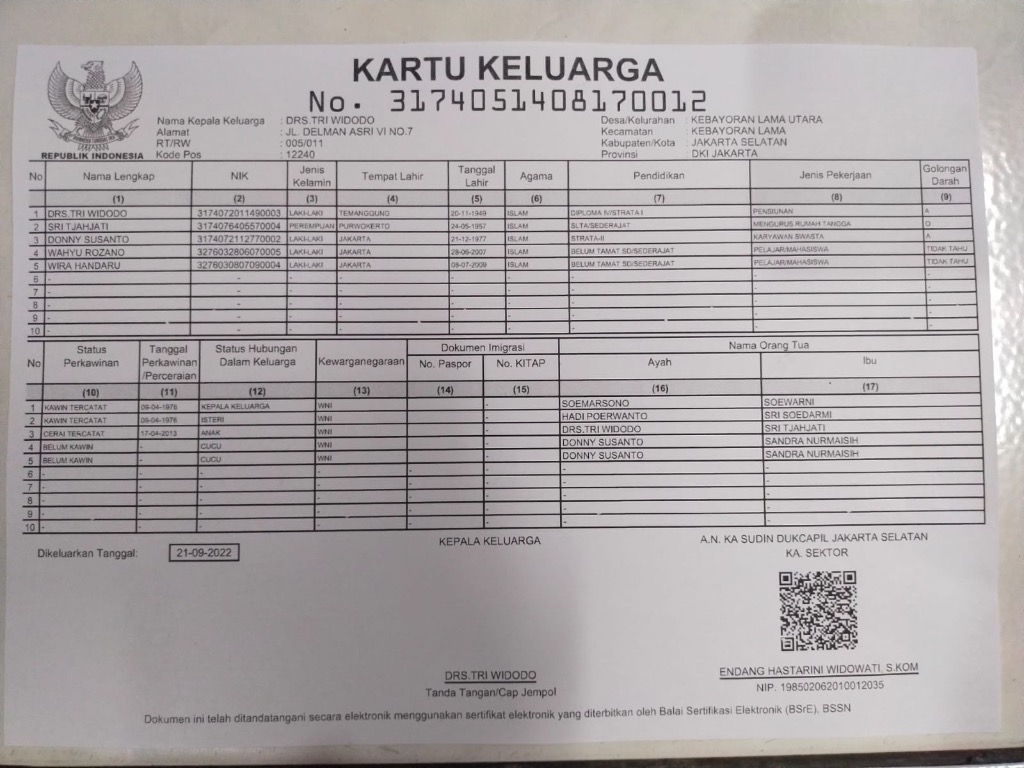 KARTU KELUARGA
No. 3174051408170012
Nama Kepala Keluarga : DRS.TRI WIDODO
Alamat : JL. DELMAN ASRI VI NO.7
RT/RW : 005/011
Kode Pos : 12240
Desa/Kelurahan : KEBAYORAN LAMA UTARA
Kecamatan : KEBAYORAN LAMA
Kabupaten/Kota : JAKARTA SELATAN
Provinsi : DKI JAKARTA
REPUBLIK INDONESIA
No Nama Lengkap NIK Jenis Kelamin Tempat Lahir Tanggal Lahir Agama Pendidikan Jenis Pekerjaan Golongan Darah
(1) (2) (3) (4) (5) (6) (7) (8) (9)
1 DRS.TRI WIDODO 3174072011490003 LAKI-LAKI TEMANGGUNG 20-11-1949 ISLAM DIPLOMA IV/STRATA I PENSIUNAN A
2 SRI TJAHJATI 3174076405570004 PEREMPUAN PURWOKERTO 24-05-1957 ISLAM SLTA/SEDERAJAT MENGURUS RUMAH TANGGA O
3 DONNY SUSANTO 3174072112770002 LAKI-LAKI JAKARTA 21-12-1977 ISLAM STRATA-II KARYAWAN SWASTA A
4 WAHYU ROZANO 3276032806070005 LAKI-LAKI JAKARTA 28-06-2007 ISLAM BELUM TAMAT SD/SEDERAJAT PELAJAR/MAHASISWA TIDAK TAHU
5 WIRA HANDARU 3276030807090004 LAKI-LAKI JAKARTA 08-07-2009 ISLAM BELUM TAMAT SD/SEDERAJAT PELAJAR/MAHASISWA TIDAK TAHU
6 - - - - - - - - -
7 - - - - - - - - -
8 - - - - - - - - -
9 - - - - - - - - -
10 - - - - - - - - -
No Status Perkawinan Tanggal Perkawinan /Perceraian Status Hubungan Dalam Keluarga Kewarganegaraan Dokumen Imigrasi No. Paspor No. KITAP Nama Orang Tua Ayah Ibu
(10) (11) (12) (13) (14) (15) (16) (17)
1 KAWIN TERCATAT 09-04-1976 KEPALA KELUARGA WNI - SOEMARSONO SOEWARNI
2 KAWIN TERCATAT 09-04-1976 ISTERI WNI - HADI POERWANTO SRI SOEDARMI
3 CERAI TERCATAT 17-04-2013 ANAK WNI - DRS.TRI WIDODO SRI TJAHJATI
4 BELUM KAWIN - CUCU WNI - DONNY SUSANTO SANDRA NURMAISIH
5 BELUM KAWIN - CUCU WNI - DONNY SUSANTO SANDRA NURMAISIH
6 - - - - - - - -
7 - - - - - - - -
8 - - - - - - - -
9 - - - - - - - -
10 - - - - - - - -
Dikeluarkan Tanggal: 21-09-2022
KEPALA KELUARGA
A.N. KA SUDIN DUKCAPIL JAKARTA SELATAN
KA. SEKTOR
DRS.TRI WIDODO
Tanda Tangan/Cap Jempol
ENDANG HASTARINI WIDOWATI, S.KOM
NIP. 198502062010012035
Dokumen ini telah ditandatangani secara elektronik menggunakan sertifikat elektronik yang diterbitkan oleh Balai Sertifikasi Elektronik (BSrE), BSSN